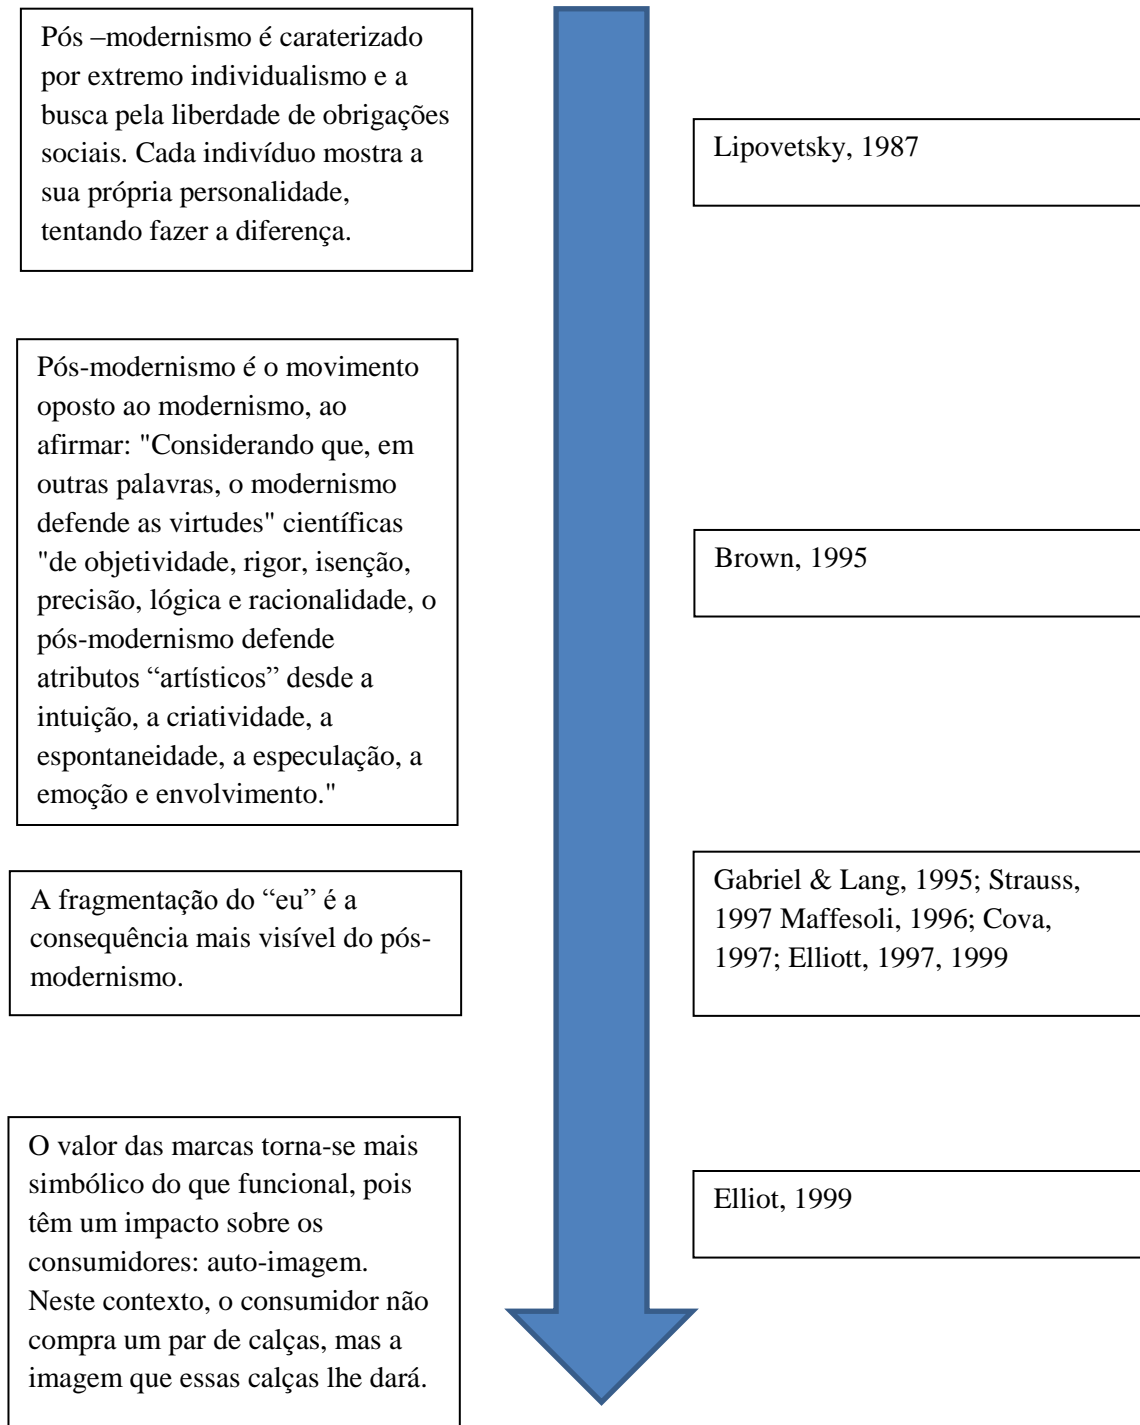 Pós –modernismo é caraterizado
por extremo individualismo e a
busca pela liberdade de obrigações
sociais. Cada indivíduo mostra a
sua própria personalidade,
tentando fazer a diferença.
Lipovetsky, 1987
Pós-modernismo é o movimento
oposto ao modernismo, ao
afirmar: "Considerando que, em
outras palavras, o modernismo
defende as virtudes" científicas
"de objetividade, rigor, isenção,
precisão, lógica e racionalidade, o
pós-modernismo defende
atributos “artísticos” desde a
intuição, a criatividade, a
espontaneidade, a especulação, a
emoção e envolvimento."
Brown, 1995
A fragmentação do “eu” é a
consequência mais visível do pós-
modernismo.
Gabriel & Lang, 1995; Strauss,
1997 Maffesoli, 1996; Cova,
1997; Elliott, 1997, 1999
O valor das marcas torna-se mais
simbólico do que funcional, pois
têm um impacto sobre os
consumidores: auto-imagem.
Neste contexto, o consumidor não
compra um par de calças, mas a
imagem que essas calças lhe dará.
Elliot, 1999